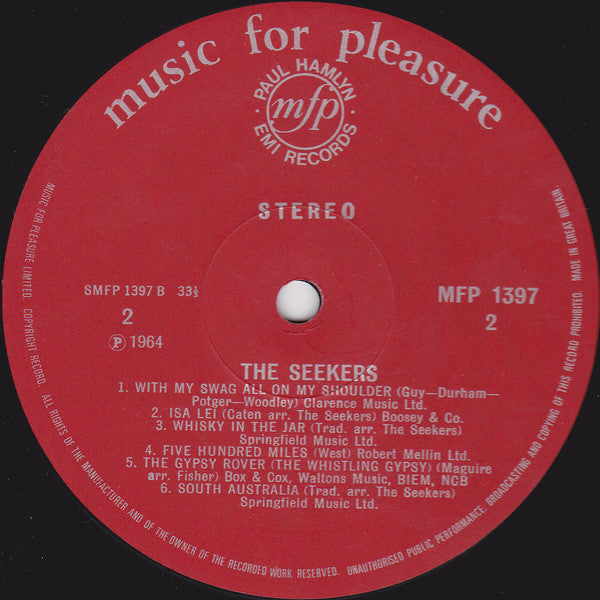 music for pleasure
PAUL HAMLYN
mfp
EMI RECORDS
STEREO
SMFP 1397 B 33⅓
MFP 1397
2
2
Ⓟ 1964
THE SEEKERS
1. WITH MY SWAG ALL ON MY SHOULDER (Guy—Durham—
Potger—Woodley) Clarence Music Ltd.
2. ISA LEI (Caten arr. The Seekers) Boosey & Co.
3. WHISKY IN THE JAR (Trad. arr. The Seekers)
Springfield Music Ltd.
4. FIVE HUNDRED MILES (West) Robert Mellin Ltd.
5. THE GYPSY ROVER (THE WHISTLING GYPSY) (Maguire
arr. Fisher) Box & Cox, Waltons Music, BIEM, NCB
6. SOUTH AUSTRALIA (Trad. arr. The Seekers)
Springfield Music Ltd.
MUSIC FOR PLEASURE LIMITED. COPYRIGHT RECORD. ALL RIGHTS OF THE MANUFACTURER AND OF THE OWNER OF THE RECORDED WORK RESERVED. UNAUTHORISED PUBLIC PERFORMANCE, BROADCASTING AND COPYING OF THIS RECORD PROHIBITED. MADE IN GREAT BRITAIN.